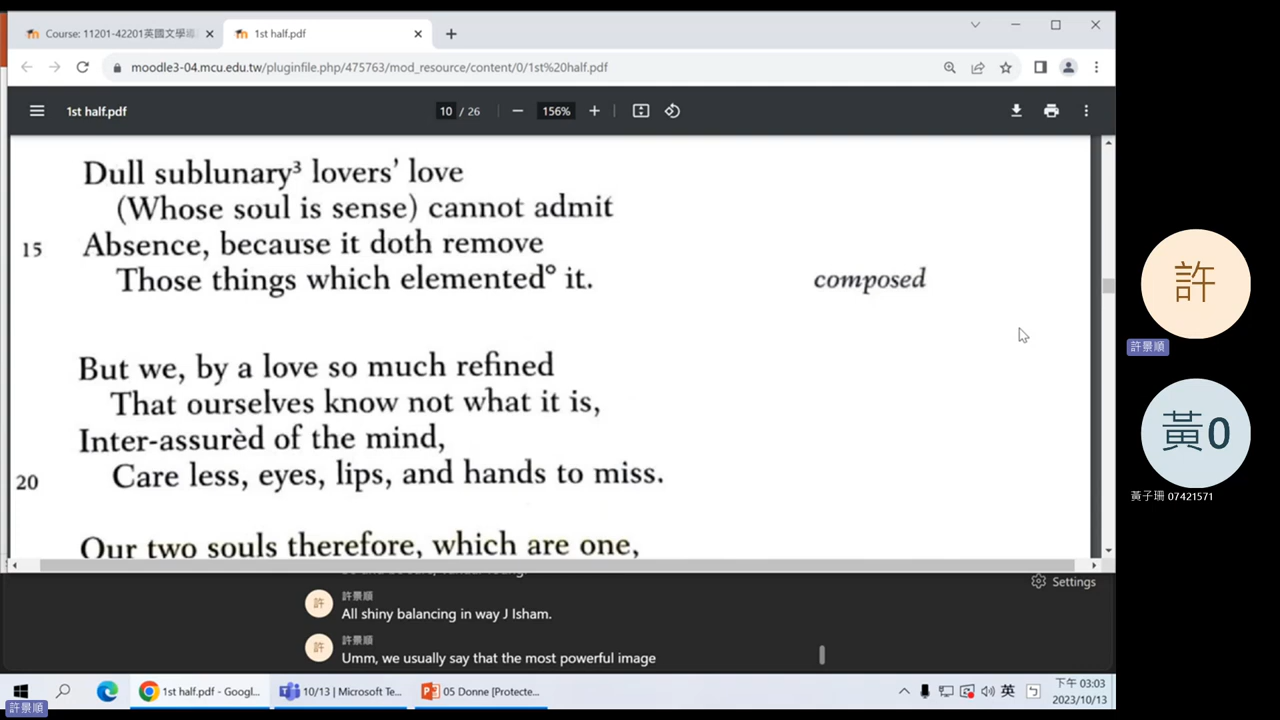 Course: 11201-42201英國文學導
1st half.pdf
moodle3-04.mcu.edu.tw/pluginfile.php/475763/mod_resource/content/0/1st%20half.pdf
1st half.pdf
10 / 26
156%
Dull sublunary³ lovers’ love
(Whose soul is sense) cannot admit
15 Absence, because it doth remove
Those things which elemented° it. composed
But we, by a love so much refined
That ourselves know not what it is,
Inter-assurèd of the mind,
20 Care less, eyes, lips, and hands to miss.
Our two souls therefore, which are one,
Settings
許 許景順
All shiny balancing in way J Isham.
許 許景順
Umm, we usually say that the most powerful image
許
許景順
黃0
黃子珊 07421571
1st half.pdf - Googl...
10/13 | Microsoft Te...
05 Donne [Protecte...
英
下午 03:03
2023/10/13
許景順